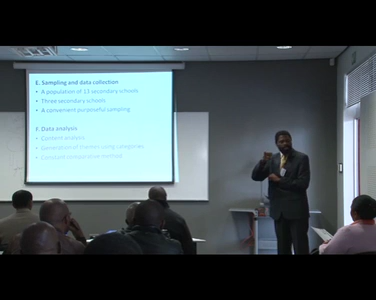 E. Sampling and data collection
• A population of 13 secondary schools
• Three secondary schools
• A convenient purposeful sampling
F. Data analysis
• Content analysis
• Generation of themes using categories
• Constant comparative method